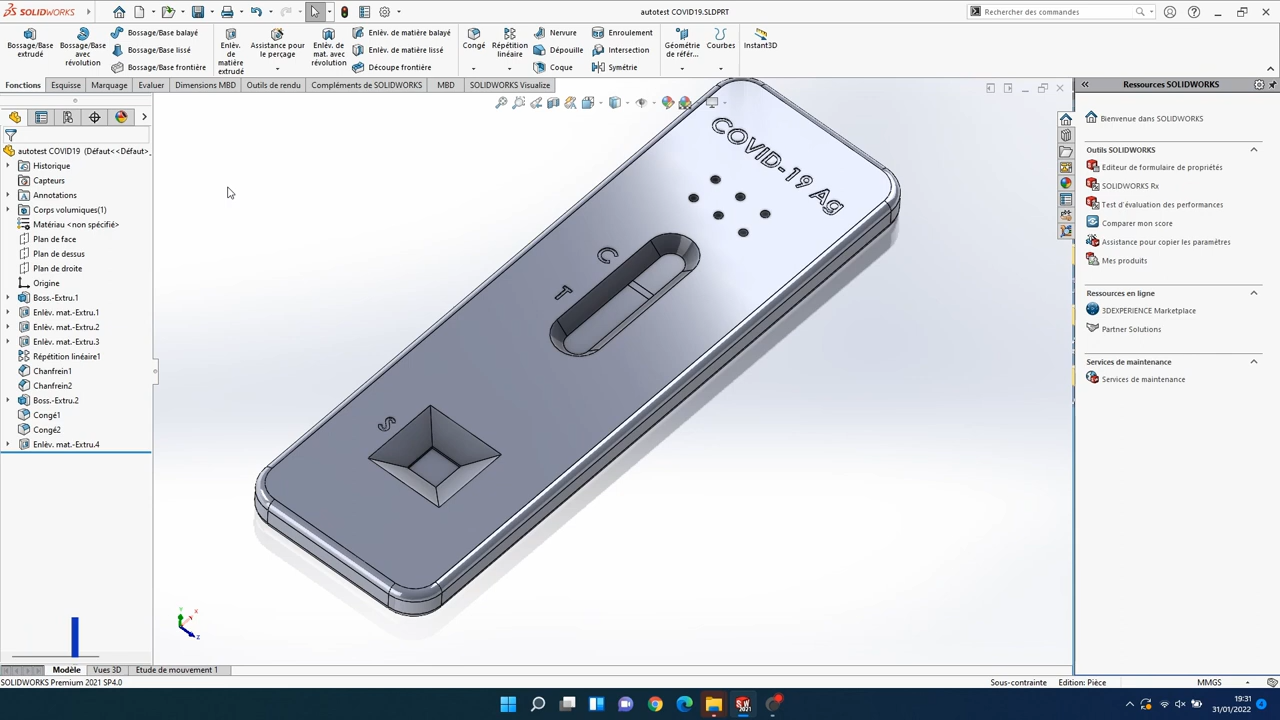 SOLIDWORKS
autotest COVID19.SLDPRT
Rechercher des commandes
Bossage/Base extrudé
Bossage/Base avec révolution
Bossage/Base balayé
Bossage/Base lissé
Bossage/Base frontière
Enlèv. de matière extrudé
Assistance pour le perçage
Enlèv. de mat. avec révolution
Enlèv. de matière balayé
Enlèv. de matière lissé
Découpe frontière
Congé
Répétition linéaire
Nervure
Dépouille
Coque
Enroulement
Intersection
Symétrie
Géométrie de référ...
Courbes
Instant3D
Fonctions
Esquisse
Marquage
Evaluer
Dimensions MBD
Outils de rendu
Compléments de SOLIDWORKS
MBD
SOLIDWORKS Visualize
autotest COVID19 (Défaut<<Défaut>_
Historique
Capteurs
Annotations
Corps volumiques(1)
Matériau <non spécifié>
Plan de face
Plan de dessus
Plan de droite
Origine
Boss.-Extru.1
Enlèv. mat.-Extru.1
Enlèv. mat.-Extru.2
Enlèv. mat.-Extru.3
Répétition linéaire1
Chanfrein1
Chanfrein2
Boss.-Extru.2
Congé1
Congé2
Enlèv. mat.-Extru.4
COVID-19 Ag
C
T
S
Y
X
Z
Ressources SOLIDWORKS
Bienvenue dans SOLIDWORKS
Outils SOLIDWORKS
Editeur de formulaire de propriétés
SOLIDWORKS Rx
Test d'évaluation des performances
Comparer mon score
Assistance pour copier les paramètres
Mes produits
Ressources en ligne
3DEXPERIENCE Marketplace
Partner Solutions
Services de maintenance
Services de maintenance
Modèle
Vues 3D
Etude de mouvement 1
SOLIDWORKS Premium 2021 SP4.0
Sous-contrainte
Edition: Pièce
MMGS
19:31
31/01/2022